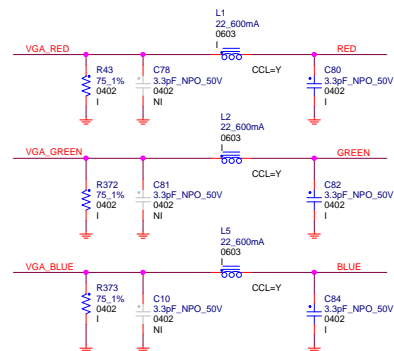 L1
22_600mA
0603
I
VGA_RED
RED
CCL=Y
R43
75_1%
0402
I
C78
3.3pF_NPO_50V
0402
NI
C80
3.3pF_NPO_50V
0402
I
L2
22_600mA
0603
I
VGA_GREEN
GREEN
CCL=Y
R372
75_1%
0402
I
C81
3.3pF_NPO_50V
0402
NI
C82
3.3pF_NPO_50V
0402
I
L5
22_600mA
0603
I
VGA_BLUE
BLUE
CCL=Y
R373
75_1%
0402
I
C10
3.3pF_NPO_50V
0402
NI
C84
3.3pF_NPO_50V
0402
I